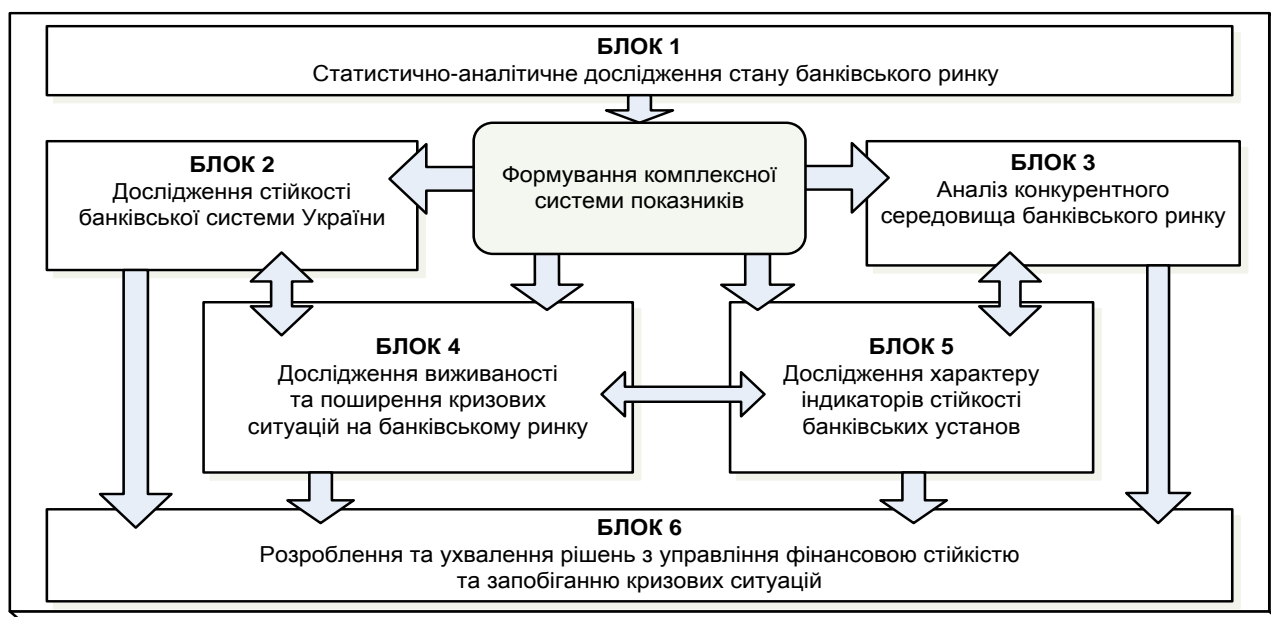 БЛОК 1
Статистично-аналітичне дослідження стану банківського ринку
Формування комплексної
системи показників
БЛОК 2
Дослідження стійкості
банківської системи України
БЛОК 3
Аналіз конкурентного
середовища банківського ринку
БЛОК 4
Дослідження виживаності
та поширення кризових
ситуацій на банківському ринку
БЛОК 5
Дослідження характеру
індикаторів стійкості
банківських установ
БЛОК 6
Розроблення та ухвалення рішень з управління фінансовою стійкістю
та запобіганню кризових ситуацій